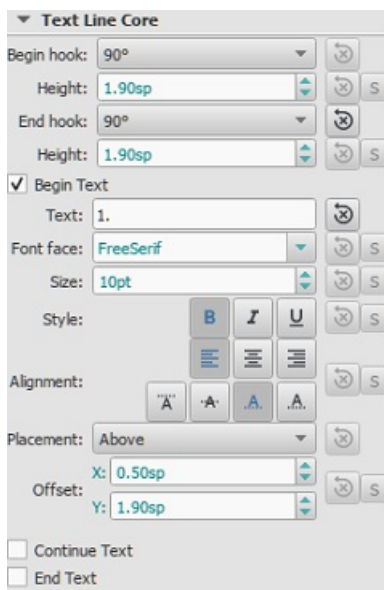 Text Line Core
Begin hook: 90°
Height: 1.90sp S
End hook: 90°
Height: 1.90sp S
Begin Text
Text: 1.
Font face: FreeSerif S
Size: 10pt S
Style: B I U S
Alignment: S
A A A A
Placement: Above
Offset: X: 0.50sp S
Y: 1.90sp
Continue Text
End Text